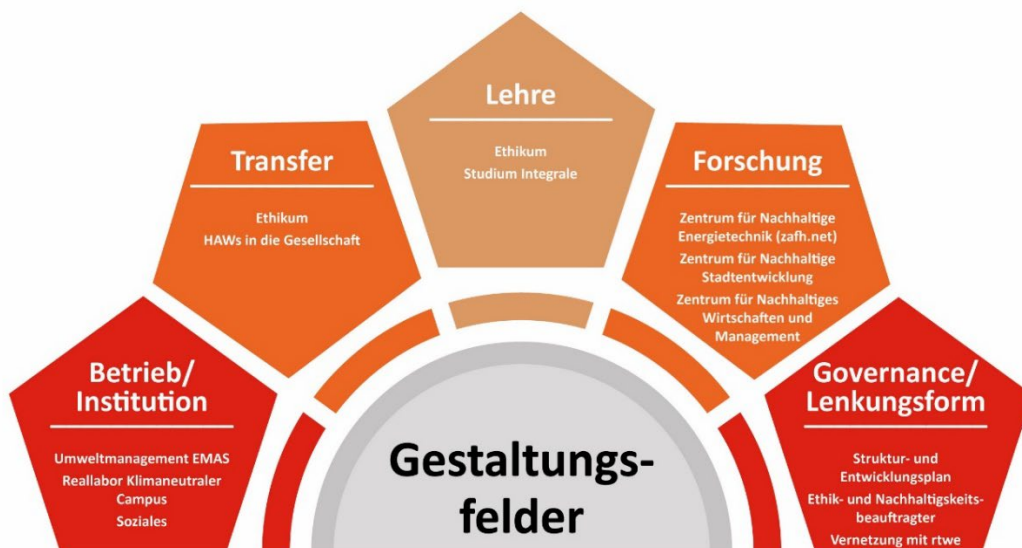 Lehre
Ethikum
Studium Integrale
Transfer
Ethikum
HAWs in die Gesellschaft
Forschung
Zentrum für Nachhaltige
Energietechnik (zafh.net)
Zentrum für Nachhaltige
Stadtentwicklung
Zentrum für Nachhaltiges
Wirtschaften und
Management
Betrieb/
Institution
Umweltmanagement EMAS
Reallabor Klimaneutraler
Campus
Soziales
Governance/
Lenkungsform
Struktur- und
Entwicklungsplan
Ethik- und Nachhaltigskeits-
beauftragter
Vernetzung mit rtwe
Gestaltungs-
felder